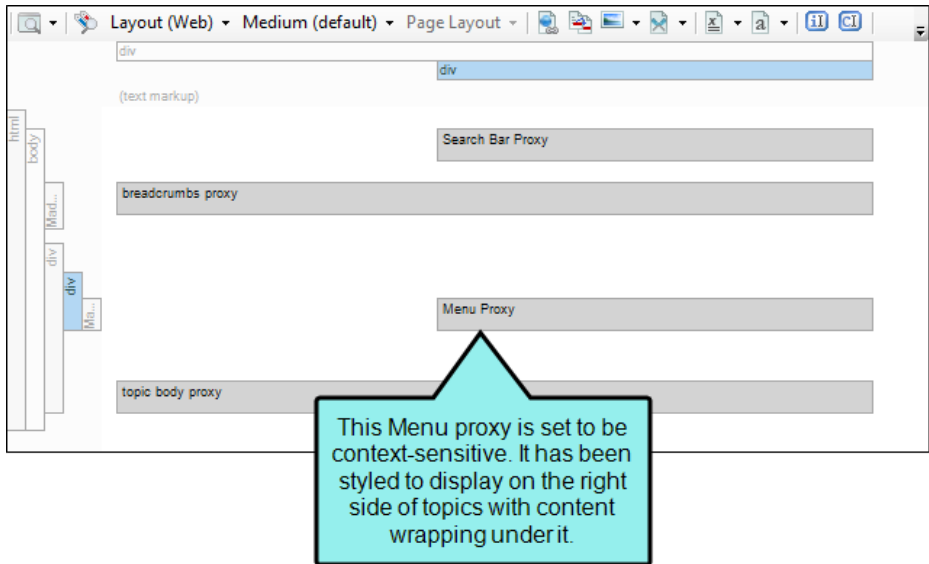 Layout (Web) Medium (default) Page Layout x a iI CI
div
div
(text markup)
html
body
Search Bar Proxy
Mad...
breadcrumbs proxy
div
div
Ma...
Menu Proxy
topic body proxy
This Menu proxy is set to be
context-sensitive. It has been
styled to display on the right
side of topics with content
wrapping under it.